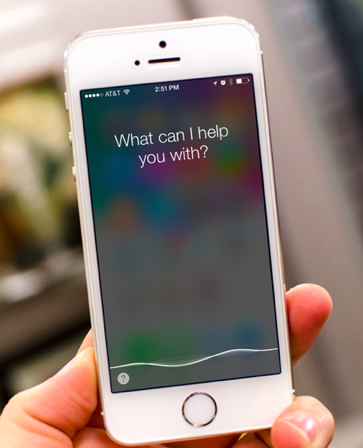 AT&T 2:51 PM
What can I help
you with?
?